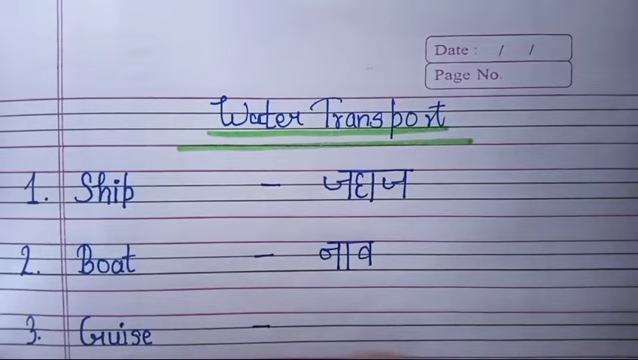 Date : / /
Page No.
Water Transport
1. Ship - जहाज
2. Boat - नाव
3. Cruise -